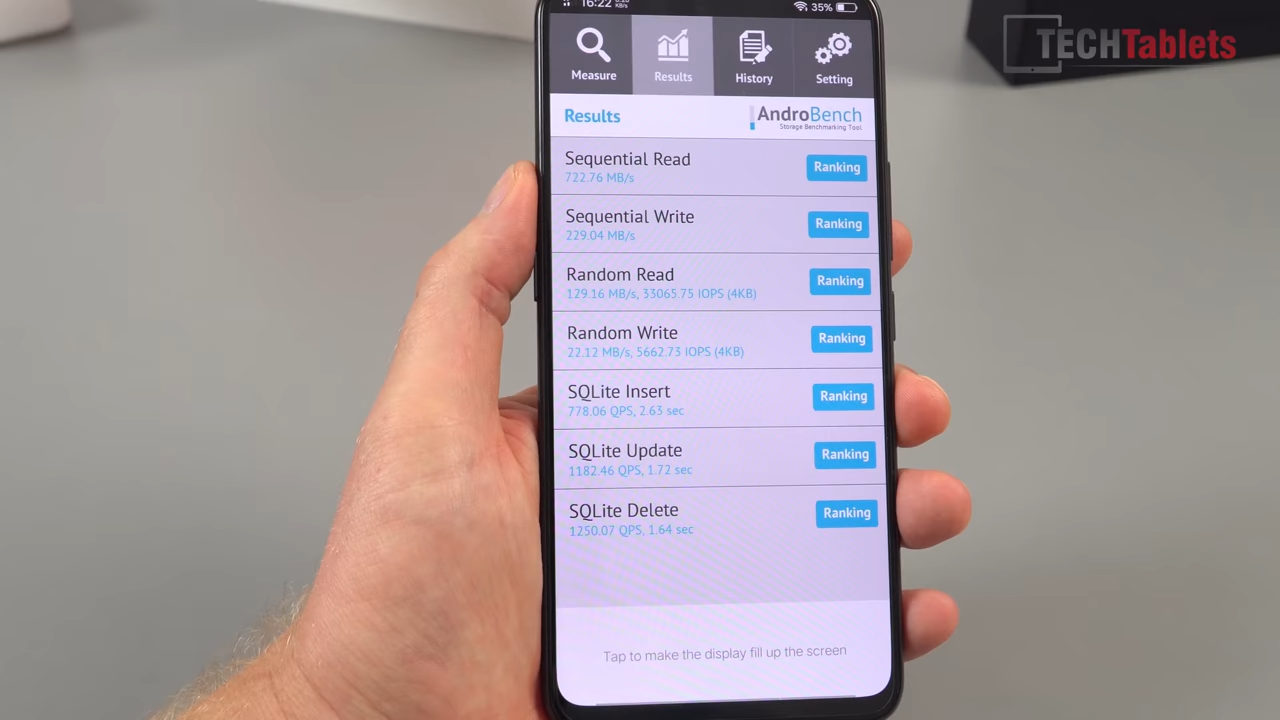 16:22
35%
TECHTablets
Measure
Results
History
Setting
Results
AndroBench
Storage Benchmarking Tool
Sequential Read
722.76 MB/s
Ranking
Sequential Write
229.04 MB/s
Ranking
Random Read
129.16 MB/s, 33065.75 IOPS (4KB)
Ranking
Random Write
22.12 MB/s, 5662.73 IOPS (4KB)
Ranking
SQLite Insert
778.06 QPS, 2.63 sec
Ranking
SQLite Update
1182.46 QPS, 1.72 sec
Ranking
SQLite Delete
1250.07 QPS, 1.64 sec
Ranking
Tap to make the display fill up the screen